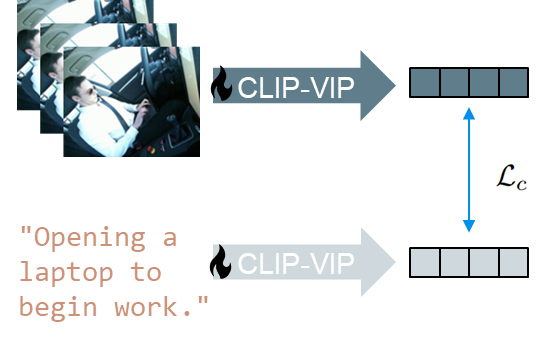 CLIP-VIP
ℒc
"Opening a
laptop to
begin work."
CLIP-VIP